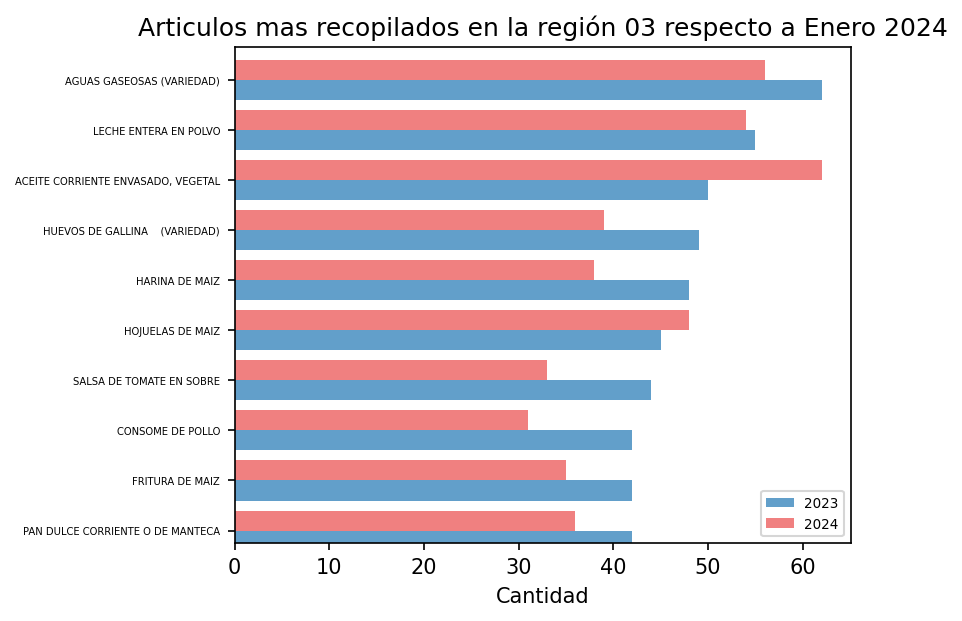 Articulos mas recopilados en la región 03 respecto a Enero 2024
AGUAS GASEOSAS (VARIEDAD)
LECHE ENTERA EN POLVO
ACEITE CORRIENTE ENVASADO, VEGETAL
HUEVOS DE GALLINA    (VARIEDAD)
HARINA DE MAIZ
HOJUELAS DE MAIZ
SALSA DE TOMATE EN SOBRE
CONSOME DE POLLO
FRITURA DE MAIZ
PAN DULCE CORRIENTE O DE MANTECA
2023
2024
0 10 20 30 40 50 60
Cantidad